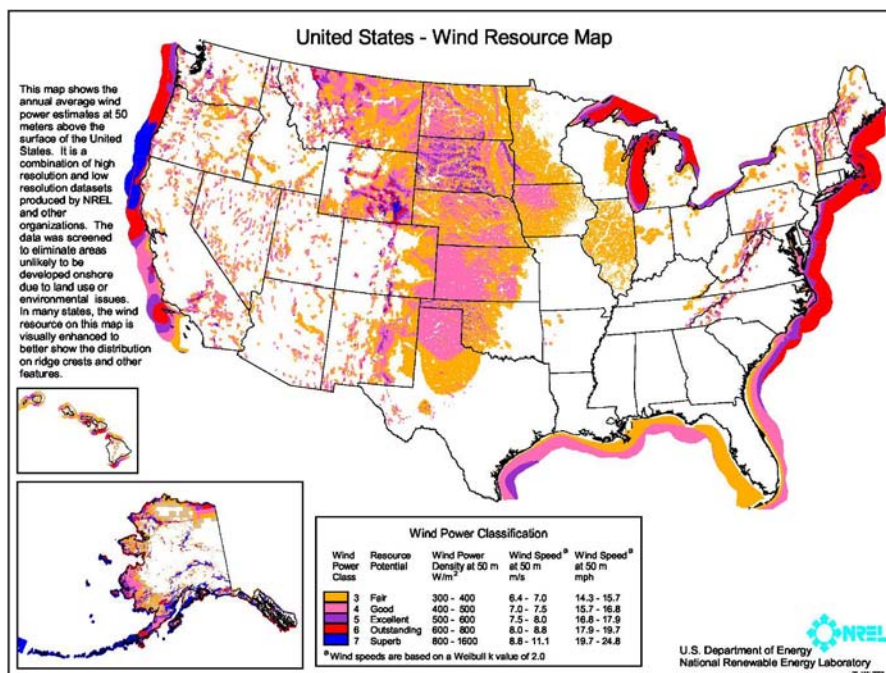 United States - Wind Resource Map
This map shows the
annual average wind
power estimates at 50
meters above the
surface of the United
States. It is a
combination of high
resolution and low
resolution datasets
produced by NREL
and other
organizations. The
data was screened
to eliminate areas
unlikely to be
developed onshore
due to land use or
environmental issues.
In many states, the wind
resource on this map is
visually enhanced to
better show the distribution
on ridge crests and other
features.
Wind Power Classification
Wind Resource Wind Power Wind Speed a Wind Speed a
Power Potential Density at 50 m at 50 m at 50 m
Class W/m2 m/s mph
3 Fair 300 - 400 6.4 - 7.0 14.3 - 15.7
4 Good 400 - 500 7.0 - 7.5 15.7 - 16.8
5 Excellent 500 - 600 7.5 - 8.0 16.8 - 17.9
6 Outstanding 600 - 800 8.0 - 8.8 17.9 - 19.7
7 Superb 800 - 1600 8.8 - 11.1 19.7 - 24.8
a Wind speeds are based on a Weibull k value of 2.0
NREL
U.S. Department of Energy
National Renewable Energy Laboratory